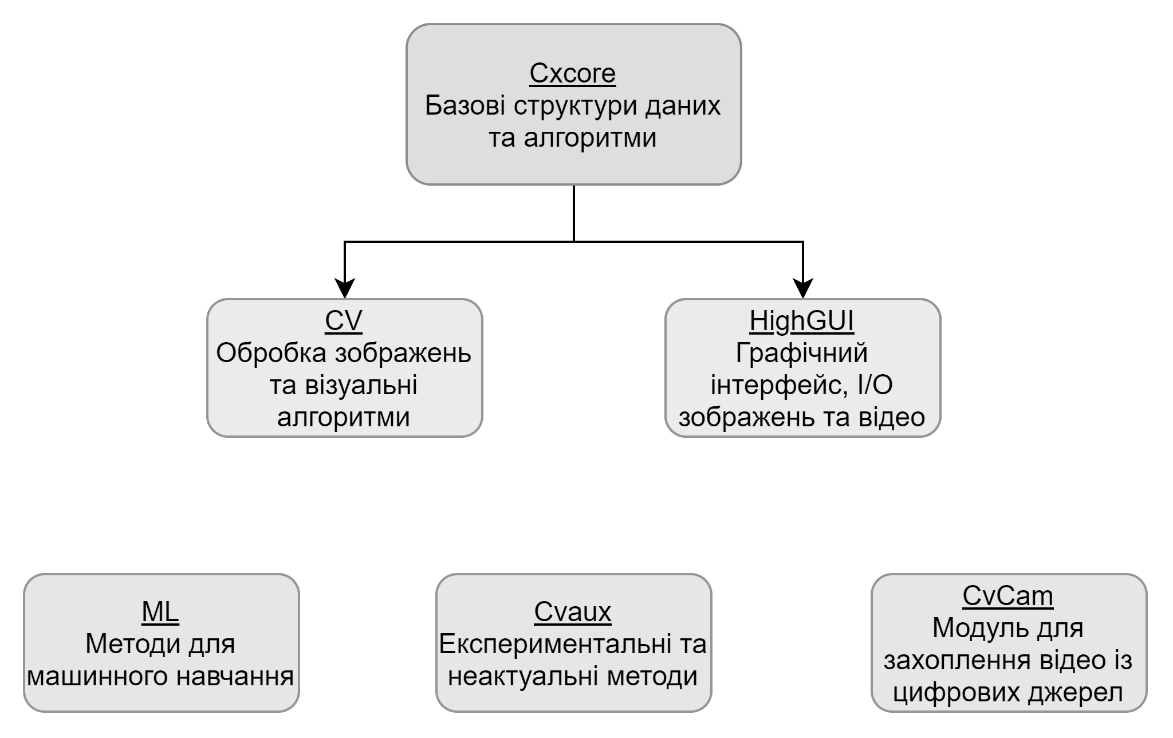 Cxcore
Базові структури даних
та алгоритми
CV
Обробка зображень
та візуальні
алгоритми
HighGUI
Графічний
інтерфейс, I/O
зображень та відео
ML
Методи для
машинного навчання
Cvaux
Експериментальні та
неактуальні методи
CvCam
Модуль для
захоплення відео із
цифрових джерел